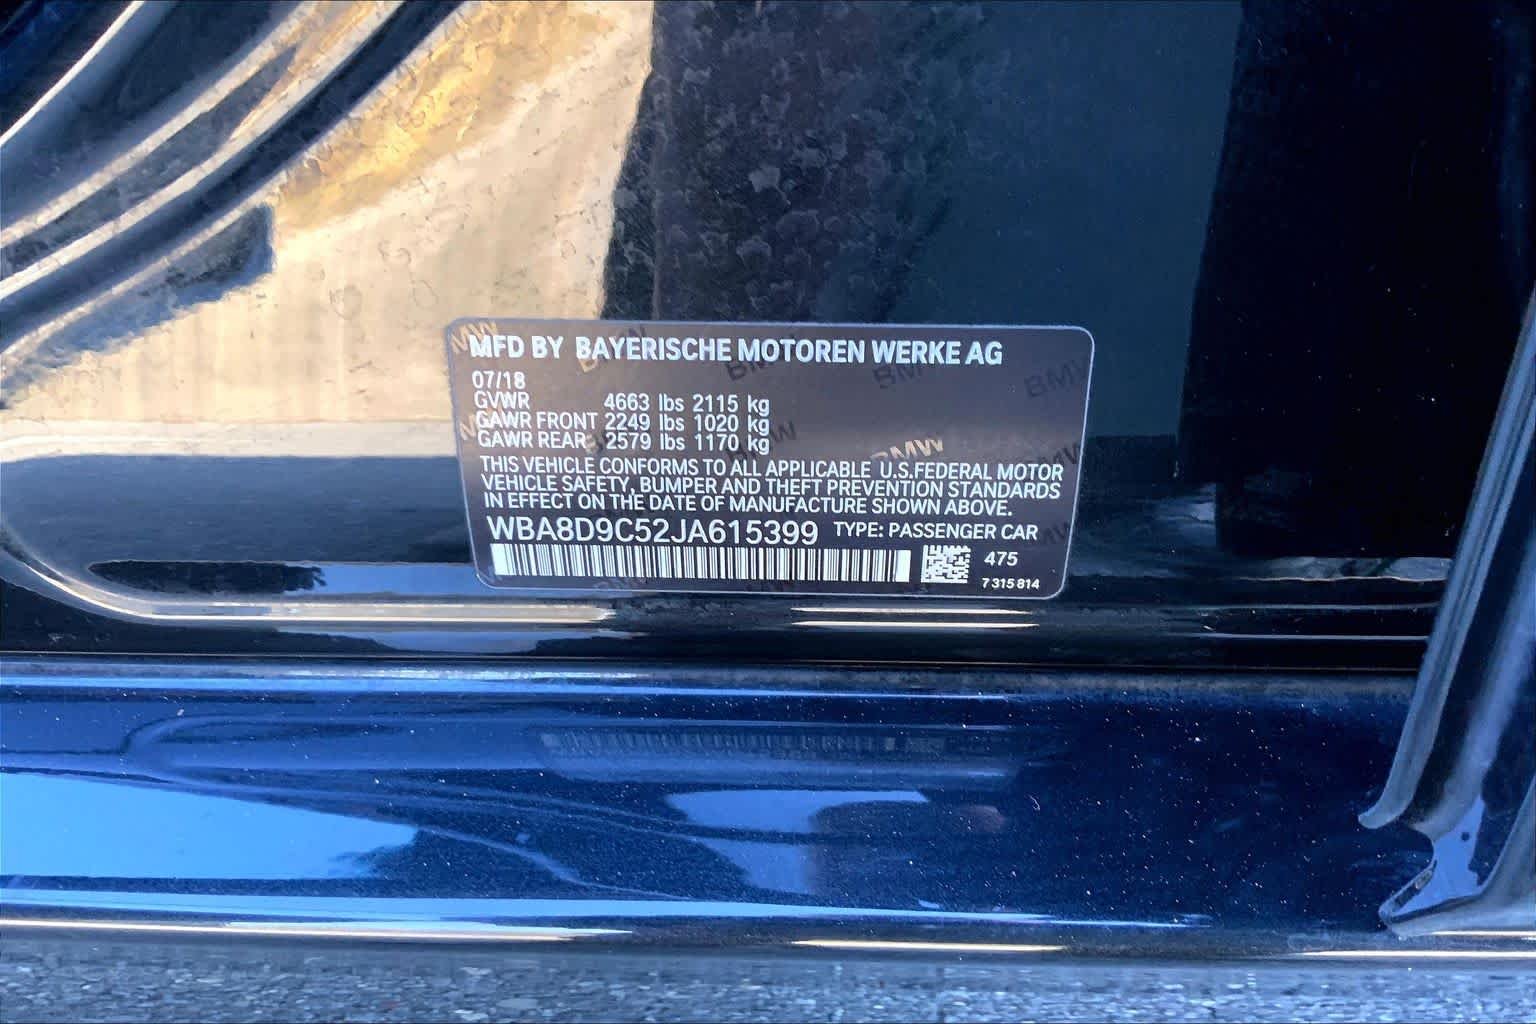 MFD BY BAYERISCHE MOTOREN WERKE AG
07/18
GVWR 4663 lbs 2115 kg
GAWR FRONT 2249 lbs 1020 kg
GAWR REAR 2579 lbs 1170 kg
THIS VEHICLE CONFORMS TO ALL APPLICABLE U.S.FEDERAL MOTOR
VEHICLE SAFETY, BUMPER AND THEFT PREVENTION STANDARDS
IN EFFECT ON THE DATE OF MANUFACTURE SHOWN ABOVE.
WBA8D9C52JA615399 TYPE: PASSENGER CAR
475
7 315 814
BMW